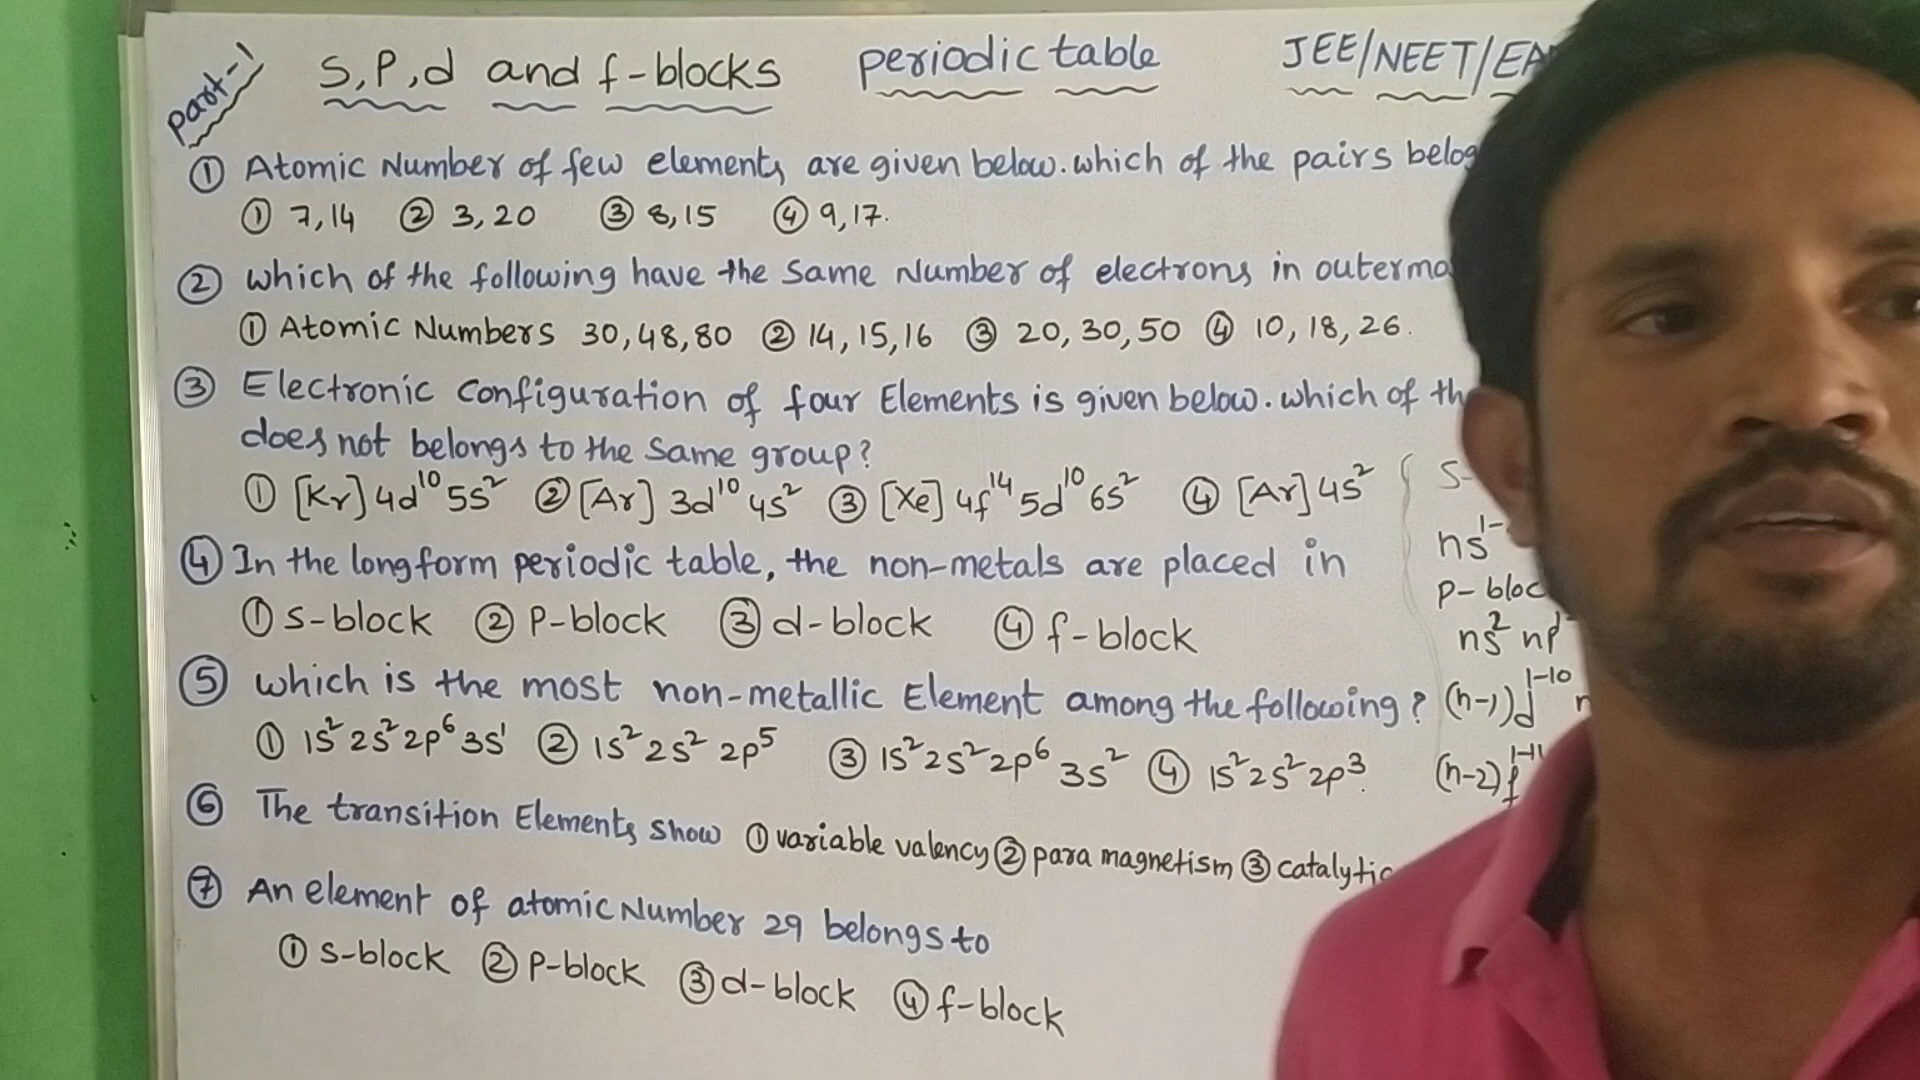 Part-1 S,P,d and f-blocks periodic table JEE/NEET/EA
① Atomic Number of few elements are given below. which of the pairs belog
① 7,14 ② 3,20 ③ 8,15 ④ 9,17.
② which of the following have the same Number of electrons in outermo
① Atomic Numbers 30,48,80 ② 14,15,16 ③ 20,30,50 ④ 10,18,26.
③ Electronic configuration of four Elements is given below. which of th
does not belongs to the same group?
① [Kr] 4d¹⁰ 5s² ② [Ar] 3d¹⁰ 4s² ③ [Xe] 4f¹⁴ 5d¹⁰ 6s² ④ [Ar] 4s²
④ In the long form periodic table, the non-metals are placed in
① s-block ② P-block ③ d-block ④ f-block
⑤ which is the most non-metallic Element among the following?
① 1s² 2s² 2p⁶ 3s¹ ② 1s² 2s² 2p⁵ ③ 1s² 2s² 2p⁶ 3s² ④ 1s² 2s² 2p³.
⑥ The transition Elements show ① variable valency ② para magnetism ③ catalytic
⑦ An element of atomic Number 29 belongs to
① s-block ② P-block ③ d-block ④ f-block
s-
ns¹⁻
p-bloc
ns² np
(n-1)d¹⁻¹⁰ n
(n-2)f